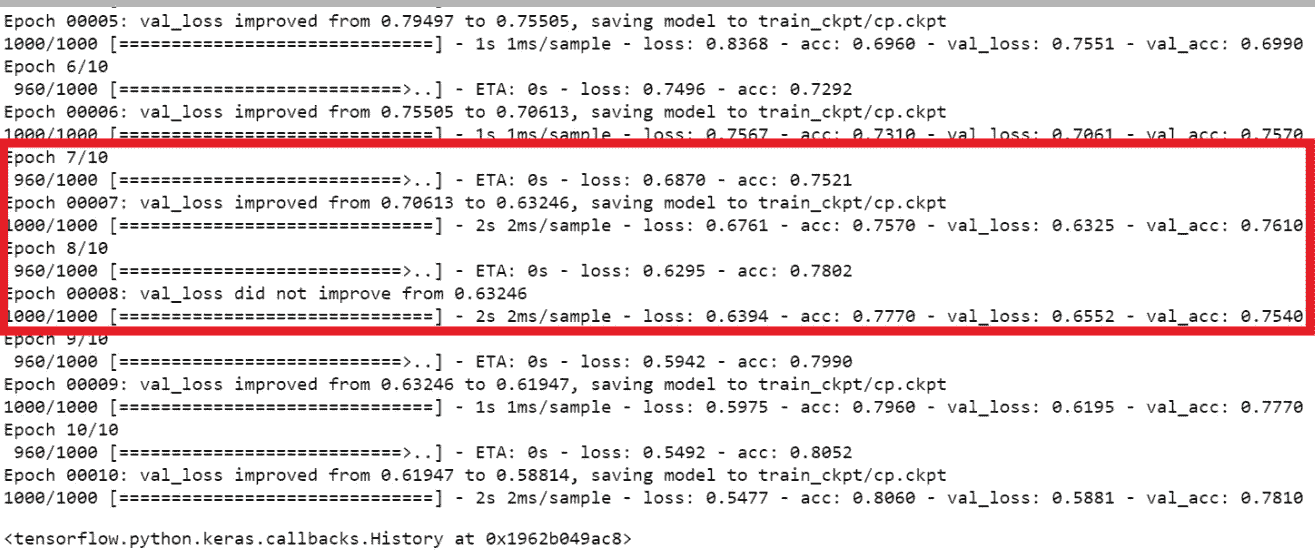 Epoch 00005: val_loss improved from 0.79497 to 0.75505, saving model to train_ckpt/cp.ckpt
1000/1000 [==============================] - 1s 1ms/sample - loss: 0.8368 - acc: 0.6960 - val_loss: 0.7551 - val_acc: 0.6990
Epoch 6/10
960/1000 [===========================>..] - ETA: 0s - loss: 0.7496 - acc: 0.7292
Epoch 00006: val_loss improved from 0.75505 to 0.70613, saving model to train_ckpt/cp.ckpt
1000/1000 [==============================] - 1s 1ms/sample - loss: 0.7567 - acc: 0.7310 - val_loss: 0.7061 - val_acc: 0.7570
Epoch 7/10
960/1000 [===========================>..] - ETA: 0s - loss: 0.6870 - acc: 0.7521
Epoch 00007: val_loss improved from 0.70613 to 0.63246, saving model to train_ckpt/cp.ckpt
1000/1000 [==============================] - 2s 2ms/sample - loss: 0.6761 - acc: 0.7570 - val_loss: 0.6325 - val_acc: 0.7610
Epoch 8/10
960/1000 [===========================>..] - ETA: 0s - loss: 0.6295 - acc: 0.7802
Epoch 00008: val_loss did not improve from 0.63246
1000/1000 [==============================] - 2s 2ms/sample - loss: 0.6394 - acc: 0.7770 - val_loss: 0.6552 - val_acc: 0.7540
Epoch 9/10
960/1000 [===========================>..] - ETA: 0s - loss: 0.5942 - acc: 0.7990
Epoch 00009: val_loss improved from 0.63246 to 0.61947, saving model to train_ckpt/cp.ckpt
1000/1000 [==============================] - 1s 1ms/sample - loss: 0.5975 - acc: 0.7960 - val_loss: 0.6195 - val_acc: 0.7770
Epoch 10/10
960/1000 [===========================>..] - ETA: 0s - loss: 0.5492 - acc: 0.8052
Epoch 00010: val_loss improved from 0.61947 to 0.58814, saving model to train_ckpt/cp.ckpt
1000/1000 [==============================] - 2s 2ms/sample - loss: 0.5477 - acc: 0.8060 - val_loss: 0.5881 - val_acc: 0.7810
<tensorflow.python.keras.callbacks.History at 0x1962b049ac8>